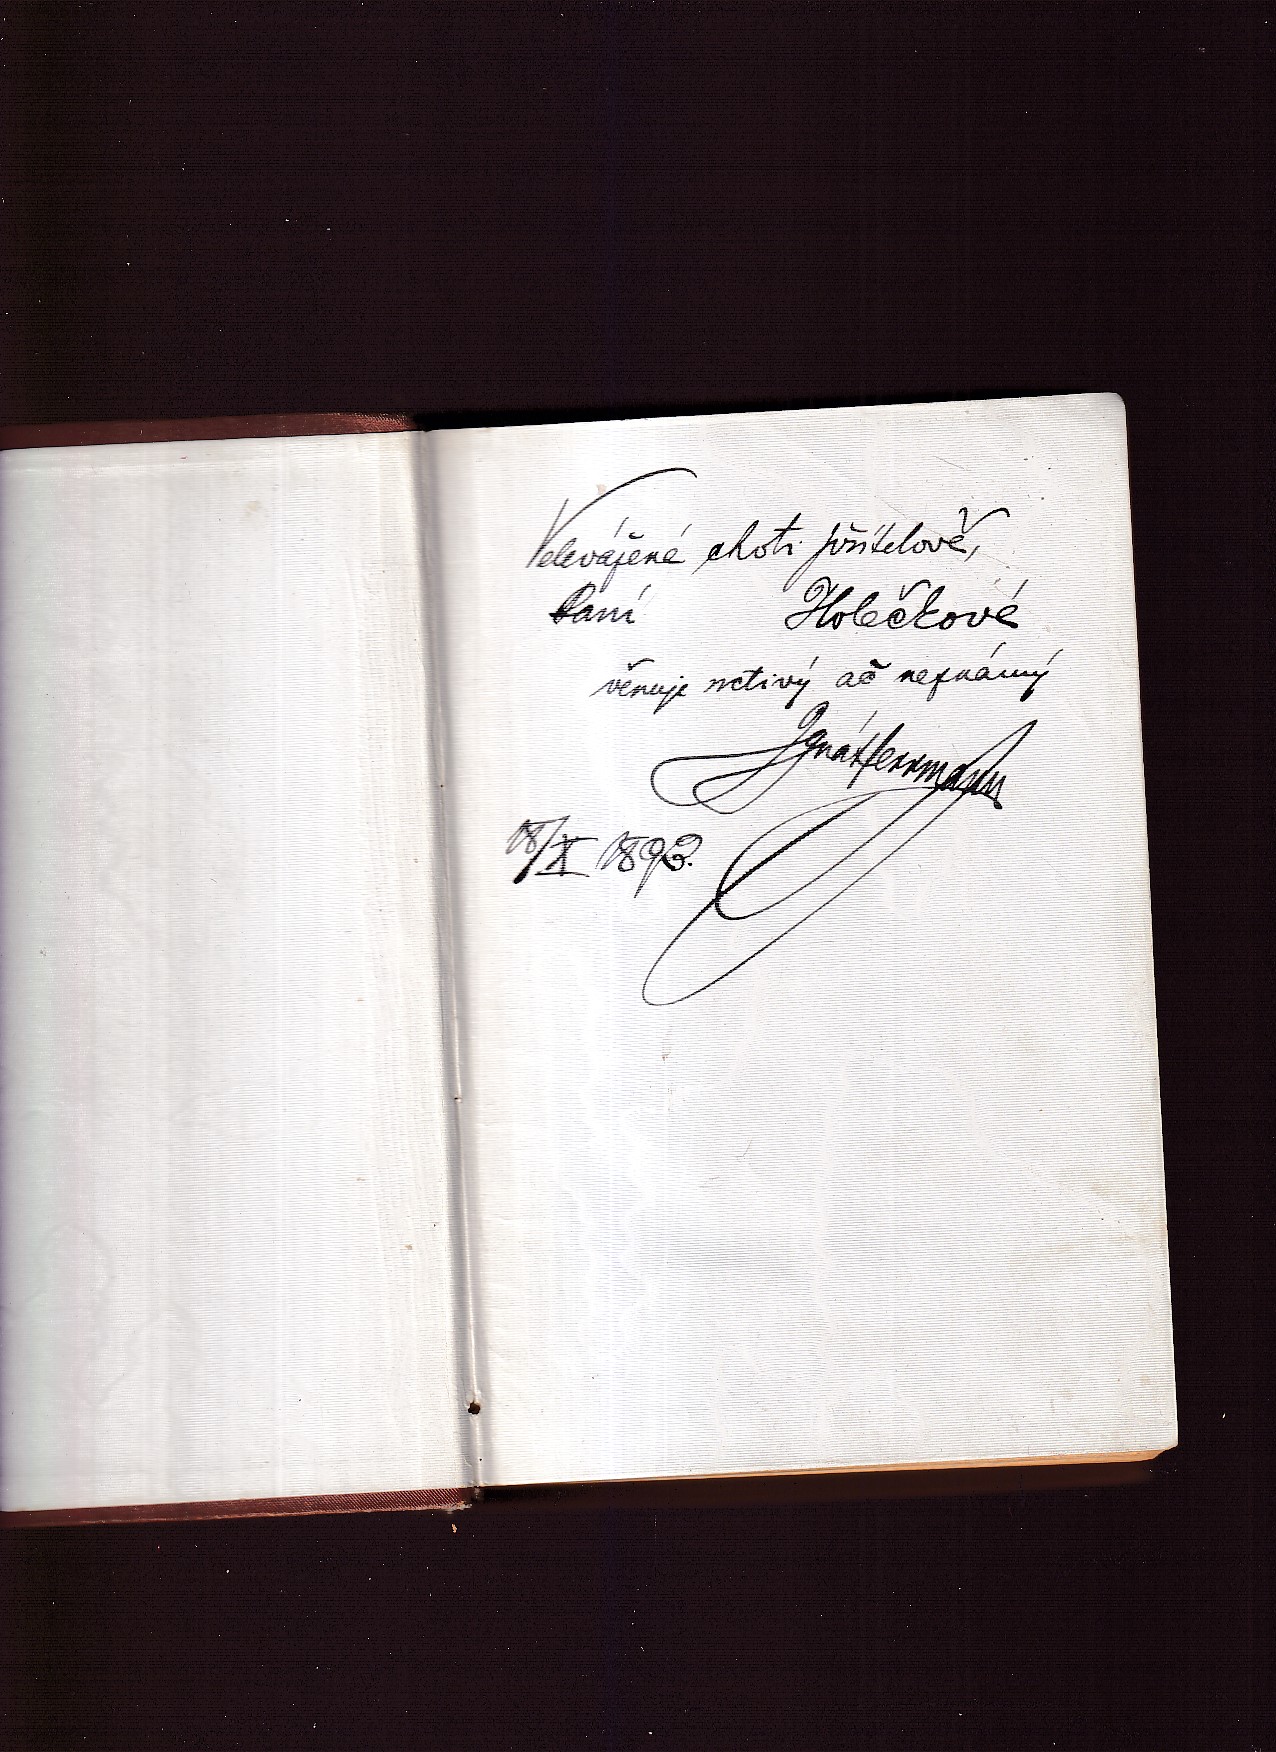 Velevážené choti přítelově,
Paní Holečkové
věnuje uctivý ač neznámý
Ignát Herrmann
18/X 1893.